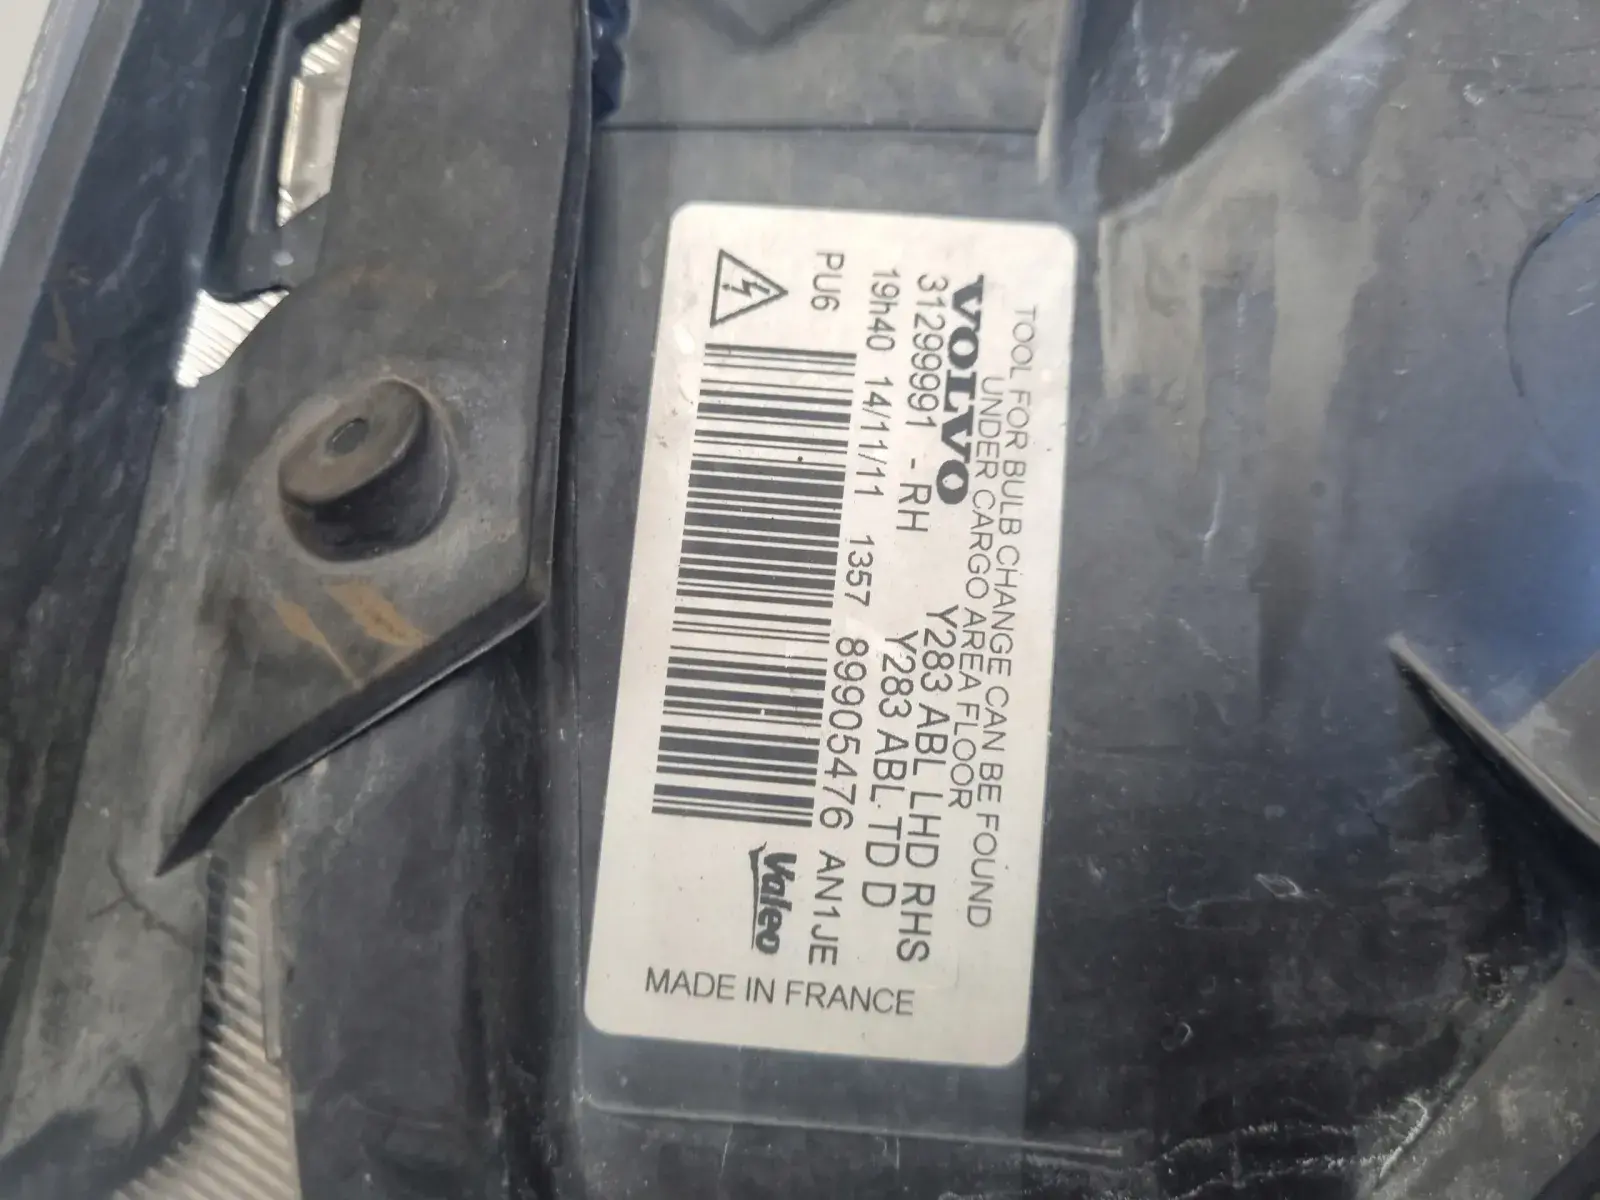 TOOL FOR BULB CHANGE CAN BE FOUND
UNDER CARGO AREA FLOOR
VOLVO
Y283 ABL LHD RHS
31299991 - RH
Y283 ABL TD D
19h40 14/11/11 1357 89905476 AN1JE
PU6
Valeo
MADE IN FRANCE